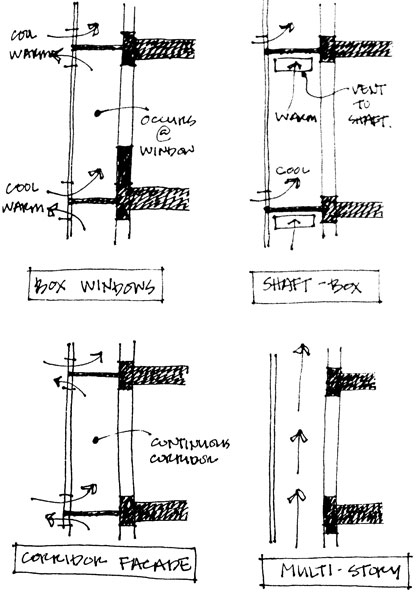 COOL
WARM
OCCURS
@
WINDOW
COOL
WARM
BOX WINDOWS
VENT
TO
SHAFT.
WARM
COOL
SHAFT-BOX
CONTINUOUS
CORRIDOR
CORRIDOR FACADE
MULTI-STORY